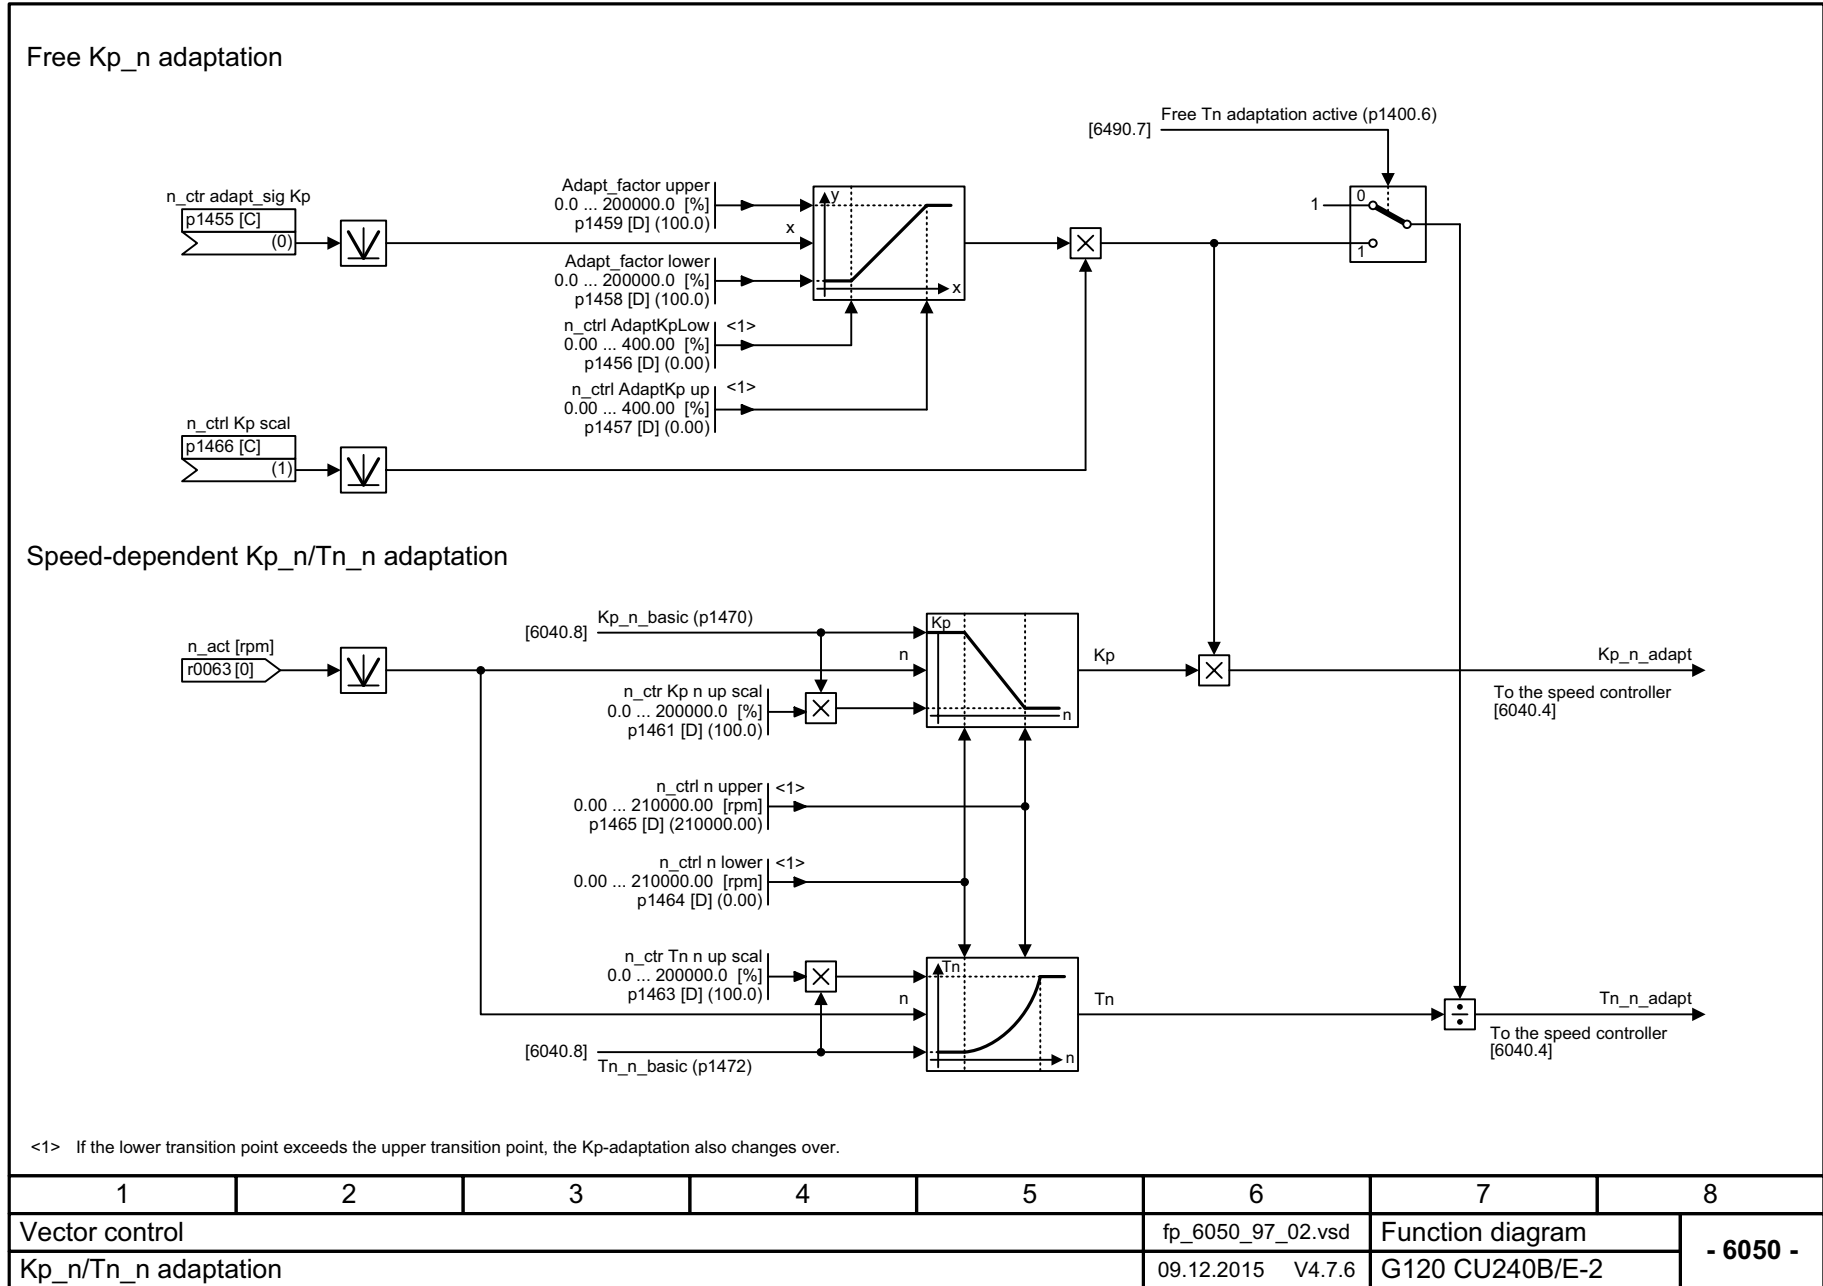 Free Kp_n adaptation
Free Tn adaptation active (p1400.6)
[6490.7]
n_ctr adapt_sig Kp
p1455 [C]
(0)
Adapt_factor upper
0.0 ... 200000.0 [%]
p1459 [D] (100.0)
x
Adapt_factor lower
0.0 ... 200000.0 [%]
p1458 [D] (100.0)
y
x
1
0
1
n_ctrl AdaptKpLow
<1>
0.00 ... 400.00 [%]
p1456 [D] (0.00)
n_ctrl AdaptKp up
<1>
0.00 ... 400.00 [%]
p1457 [D] (0.00)
n_ctrl Kp scal
p1466 [C]
(1)
Speed-dependent Kp_n/Tn_n adaptation
[6040.8]
Kp_n_basic (p1470)
n_act [rpm]
r0063 [0]
n
Kp
n
Kp
Kp_n_adapt
To the speed controller
[6040.4]
n_ctr Kp n up scal
0.0 ... 200000.0 [%]
p1461 [D] (100.0)
n_ctrl n upper
<1>
0.00 ... 210000.00 [rpm]
p1465 [D] (210000.00)
n_ctrl n lower
<1>
0.00 ... 210000.00 [rpm]
p1464 [D] (0.00)
n_ctr Tn n up scal
0.0 ... 200000.0 [%]
p1463 [D] (100.0)
n
Tn
n
Tn
Tn_n_adapt
To the speed controller
[6040.4]
[6040.8]
Tn_n_basic (p1472)
<1> If the lower transition point exceeds the upper transition point, the Kp-adaptation also changes over.
1 2 3 4 5 6 7 8
Vector control
fp_6050_97_02.vsd
Function diagram
- 6050 -
Kp_n/Tn_n adaptation
09.12.2015 V4.7.6
G120 CU240B/E-2